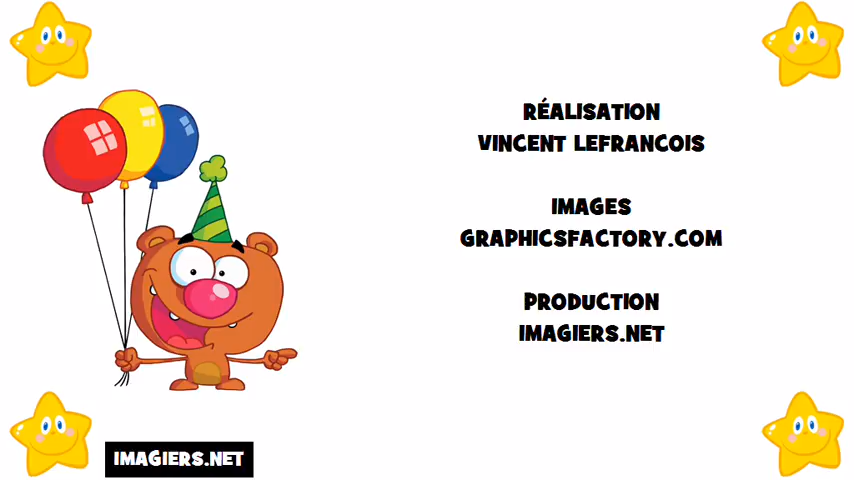 RÉALISATION
VINCENT LEFRANCOIS
IMAGES
GRAPHICSFACTORY.COM
PRODUCTION
IMAGIERS.NET
IMAGIERS.NET